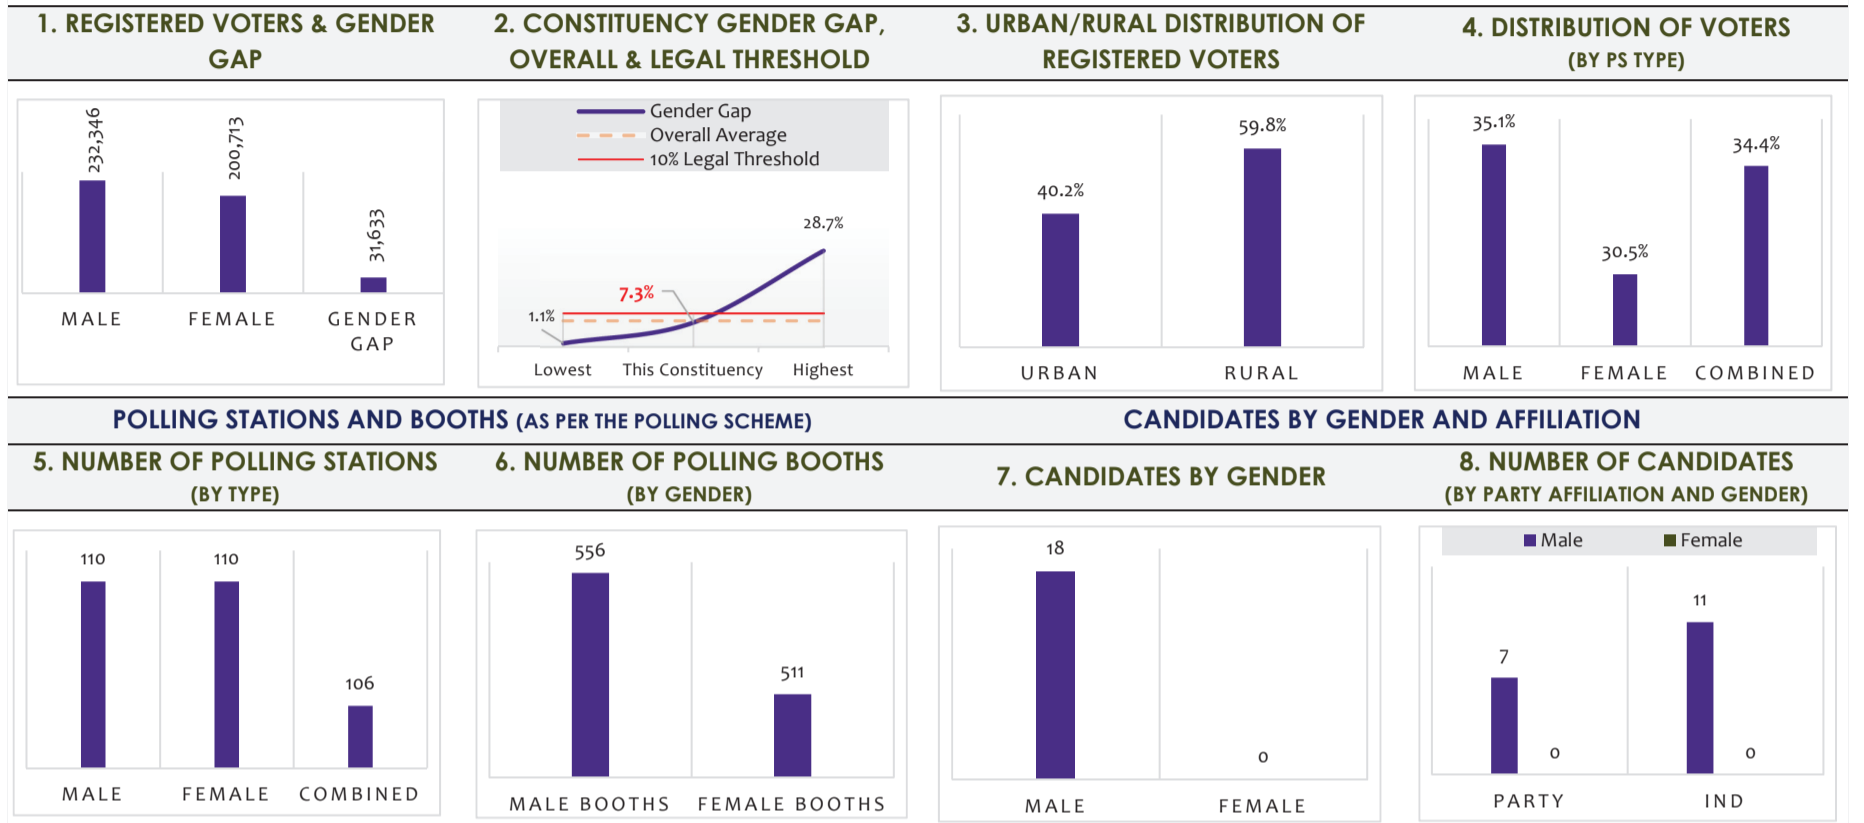 1. REGISTERED VOTERS & GENDER
GAP
2. CONSTITUENCY GENDER GAP,
OVERALL & LEGAL THRESHOLD
3. URBAN/RURAL DISTRIBUTION OF
REGISTERED VOTERS
4. DISTRIBUTION OF VOTERS
(BY PS TYPE)
232,346
200,713
31,633
MALE
FEMALE
GENDER
GAP
Gender Gap
Overall Average
10% Legal Threshold
28.7%
7.3%
1.1%
Lowest
This Constituency
Highest
59.8%
40.2%
URBAN
RURAL
35.1%
34.4%
30.5%
MALE
FEMALE
COMBINED
POLLING STATIONS AND BOOTHS (AS PER THE POLLING SCHEME)
CANDIDATES BY GENDER AND AFFILIATION
5. NUMBER OF POLLING STATIONS
(BY TYPE)
6. NUMBER OF POLLING BOOTHS
(BY GENDER)
7. CANDIDATES BY GENDER
8. NUMBER OF CANDIDATES
(BY PARTY AFFILIATION AND GENDER)
110
110
106
MALE
FEMALE
COMBINED
556
511
MALE BOOTHS
FEMALE BOOTHS
18
0
MALE
FEMALE
Male
Female
11
7
0
0
PARTY
IND